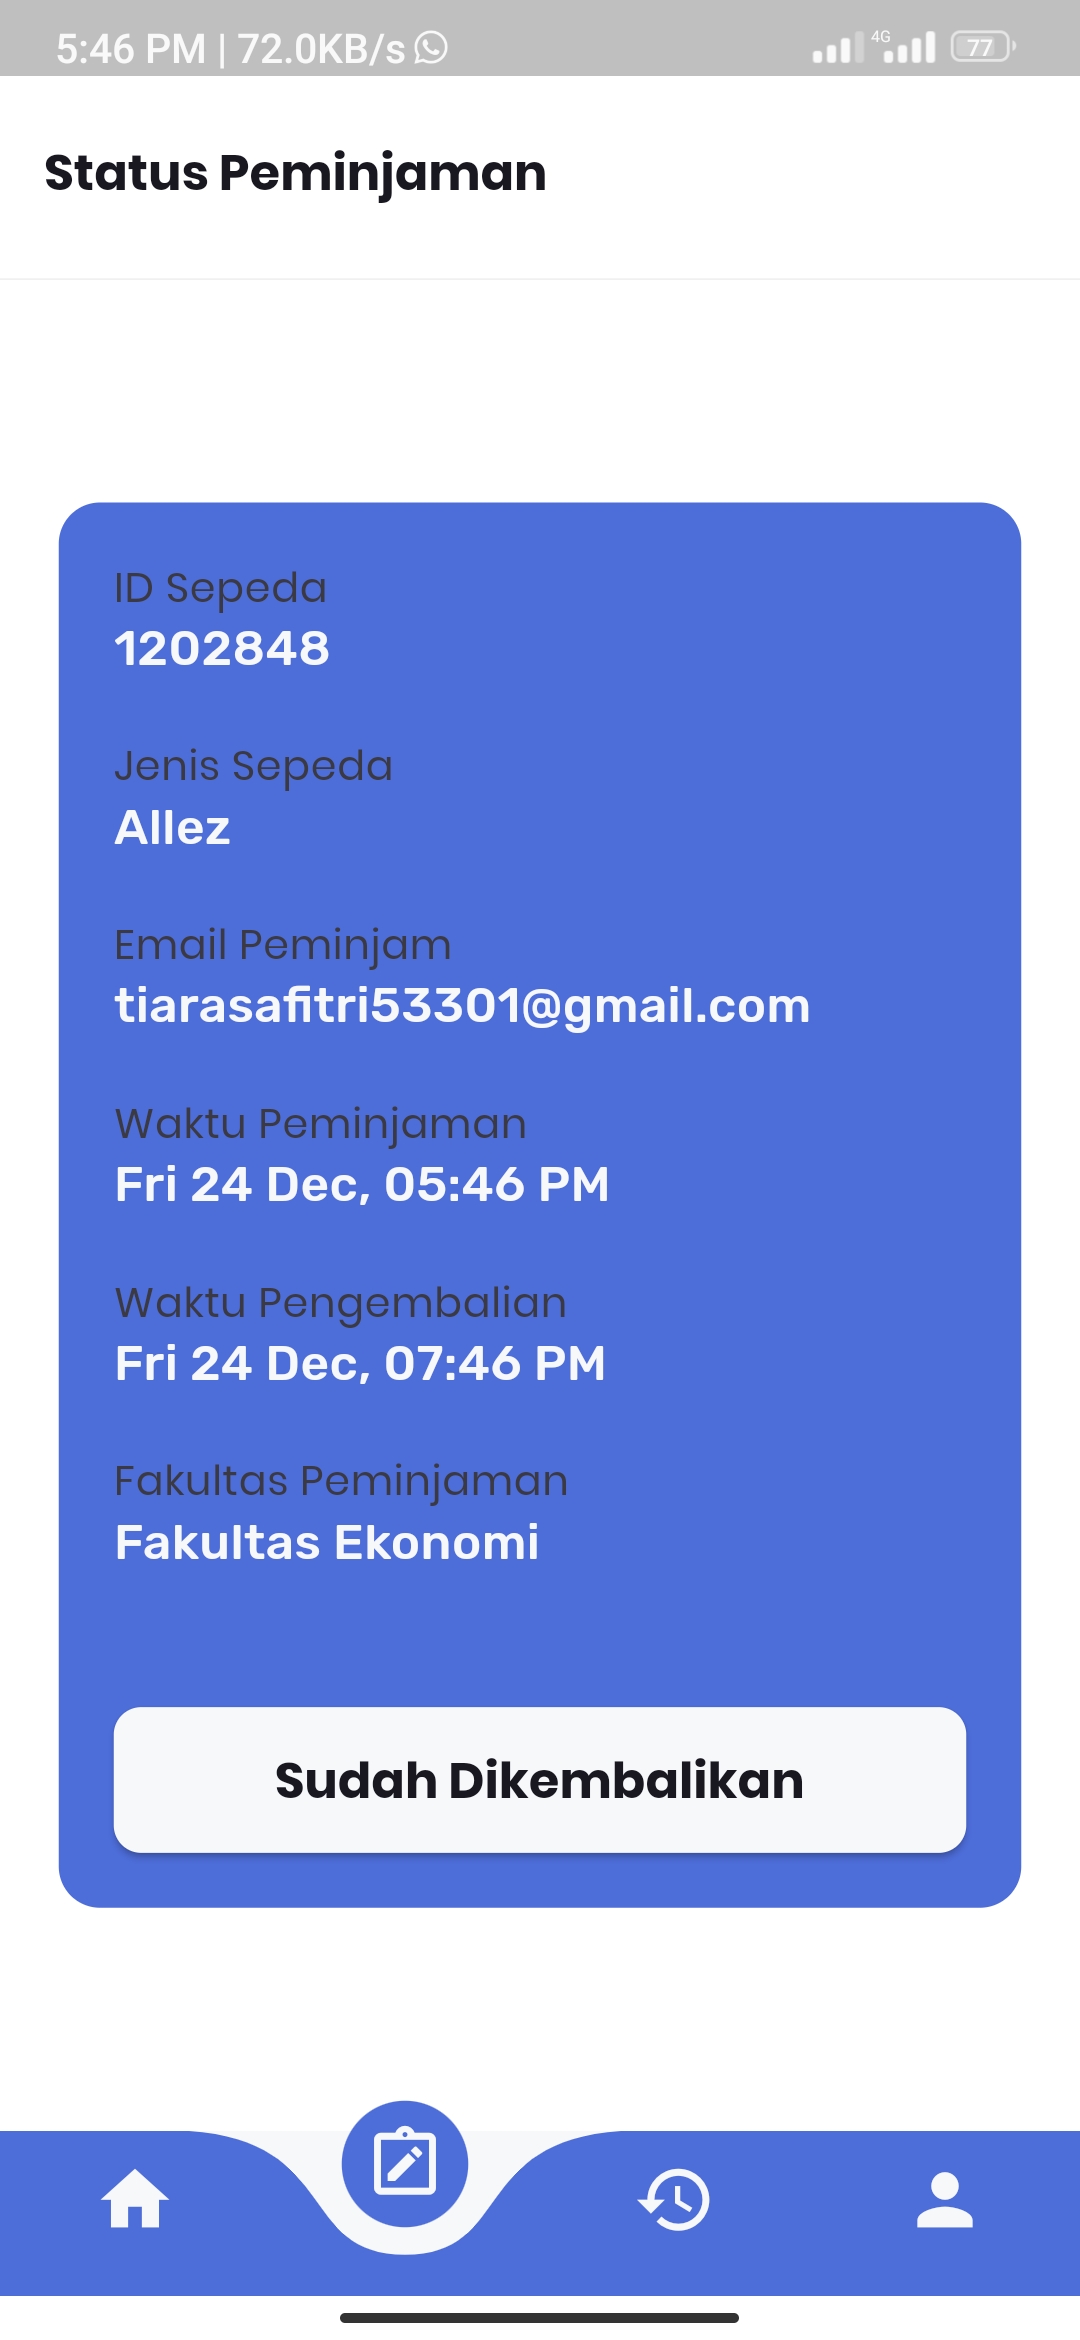 5:46 PM | 72.0KB/s 4G 77
Status Peminjaman
ID Sepeda
1202848
Jenis Sepeda
Allez
Email Peminjam
tiarasafitri53301@gmail.com
Waktu Peminjaman
Fri 24 Dec, 05:46 PM
Waktu Pengembalian
Fri 24 Dec, 07:46 PM
Fakultas Peminjaman
Fakultas Ekonomi
Sudah Dikembalikan